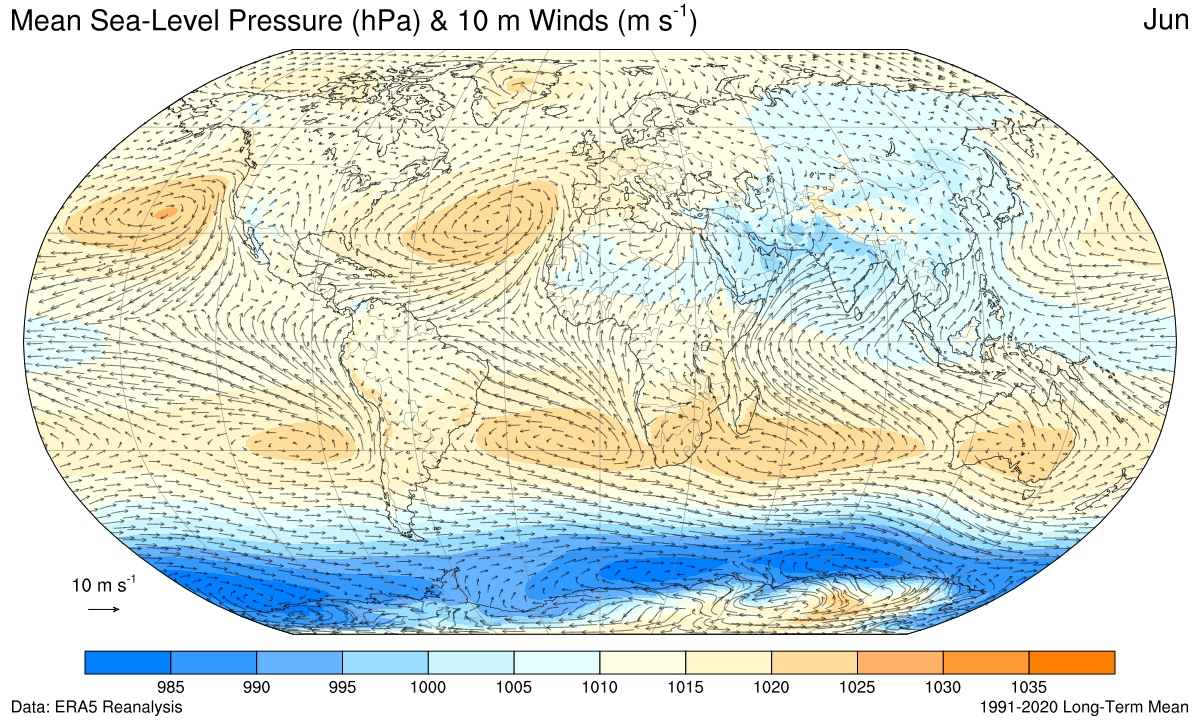 Mean Sea-Level Pressure (hPa) & 10 m Winds (m s⁻¹)
Jun
10 m s⁻¹
985 990 995 1000 1005 1010 1015 1020 1025 1030 1035
Data: ERA5 Reanalysis
1991-2020 Long-Term Mean